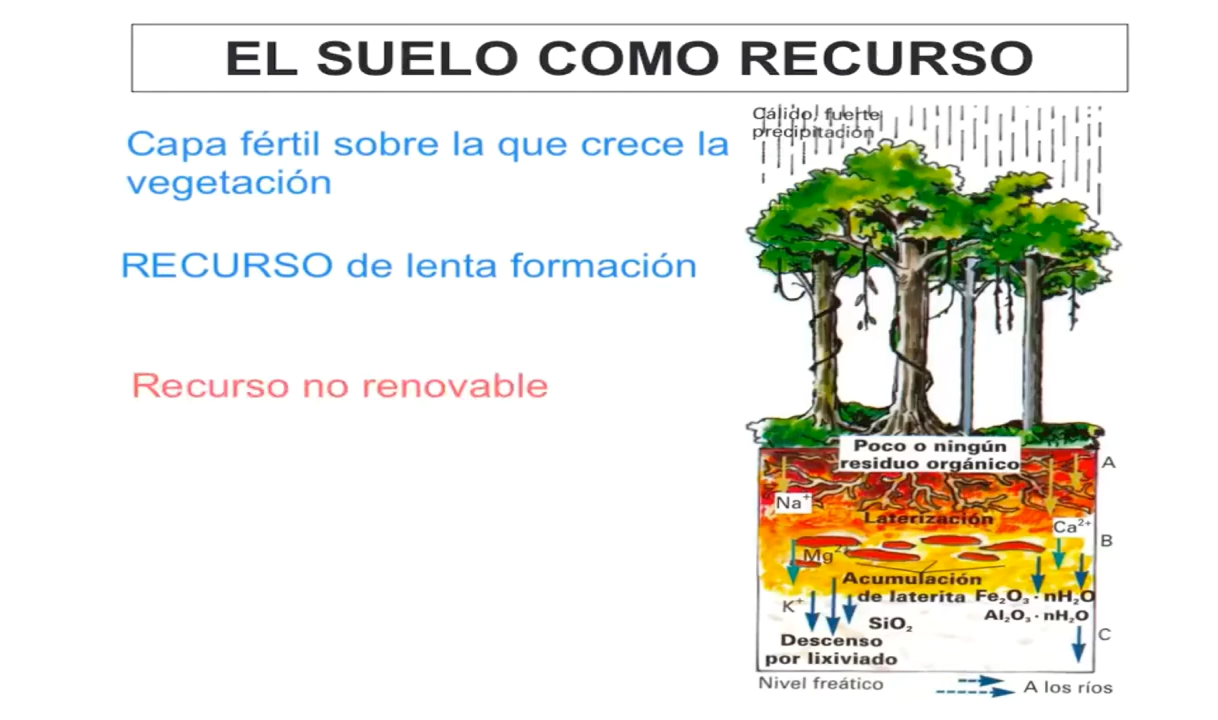 EL SUELO COMO RECURSO
Capa fértil sobre la que crece la
vegetación
RECURSO de lenta formación
Recurso no renovable
Cálido, fuerte
precipitación
Poco o ningún
residuo orgánico
A
Na⁺
Laterización
Ca²⁺
B
Mg²⁺
Acumulación
de laterita Fe₂O₃ · nH₂O
K⁺
Al₂O₃ · nH₂O
SiO₂
C
Descenso
por lixiviado
Nivel freático
A los ríos